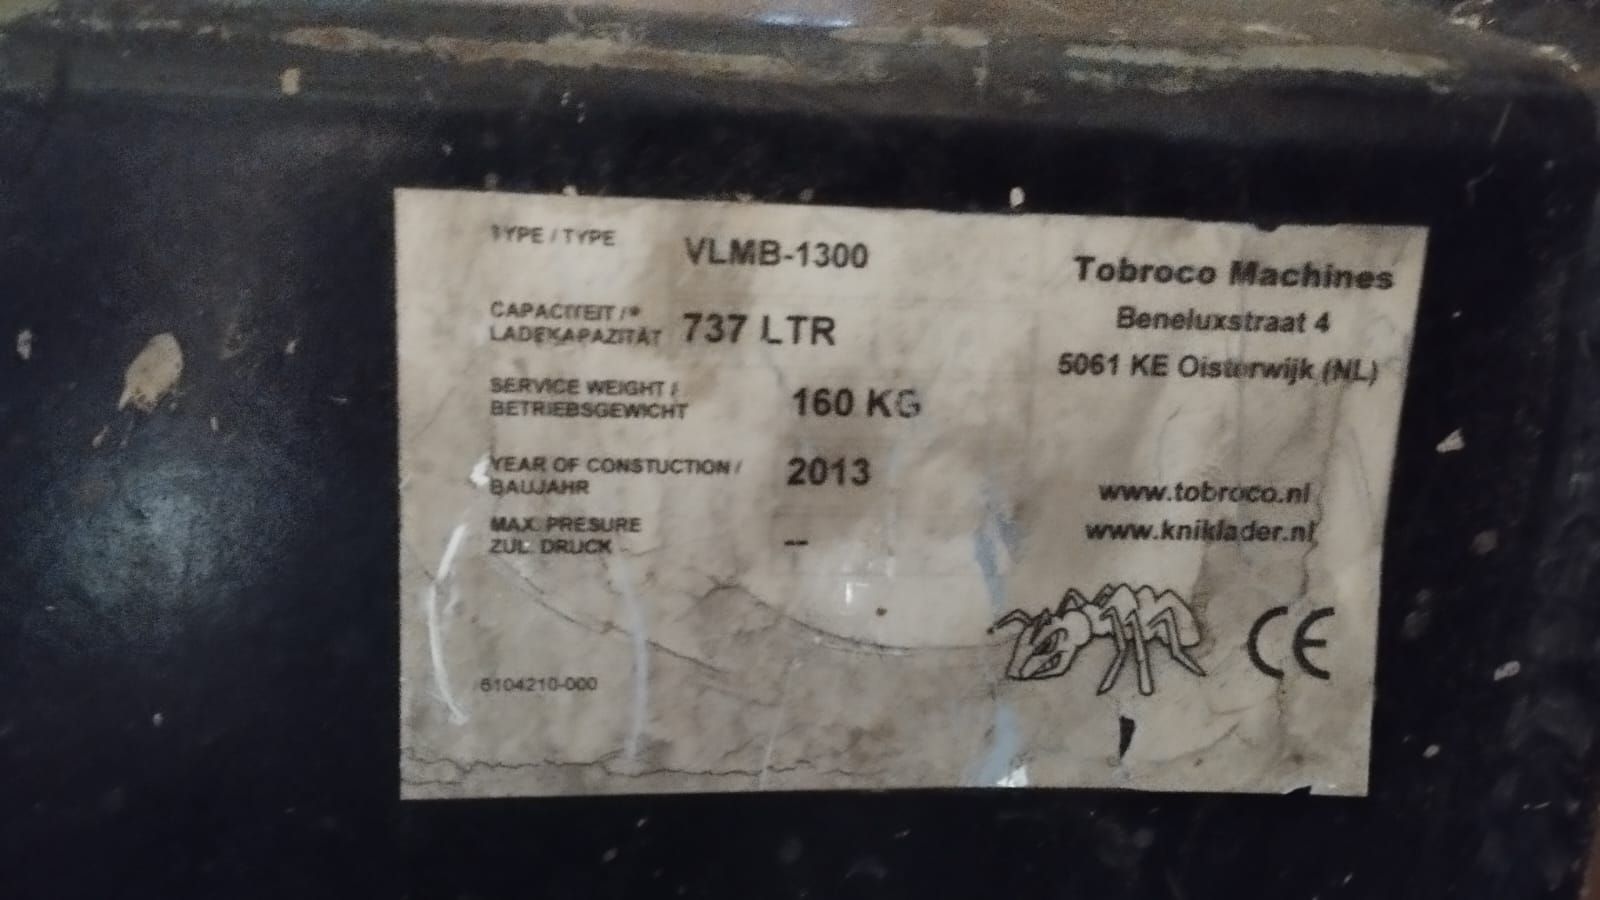 TYPE / TYPE VLMB-1300
CAPACITEIT /*
LADEKAPAZITÄT 737 LTR
SERVICE WEIGHT /
BETRIEBSGEWICHT 160 KG
YEAR OF CONSTUCTION /
BAUJAHR 2013
MAX. PRESURE
ZUL. DRUCK --
6104210-000
Tobroco Machines
Beneluxstraat 4
5061 KE Oisterwijk (NL)
www.tobroco.nl
www.kniklader.nl
CE